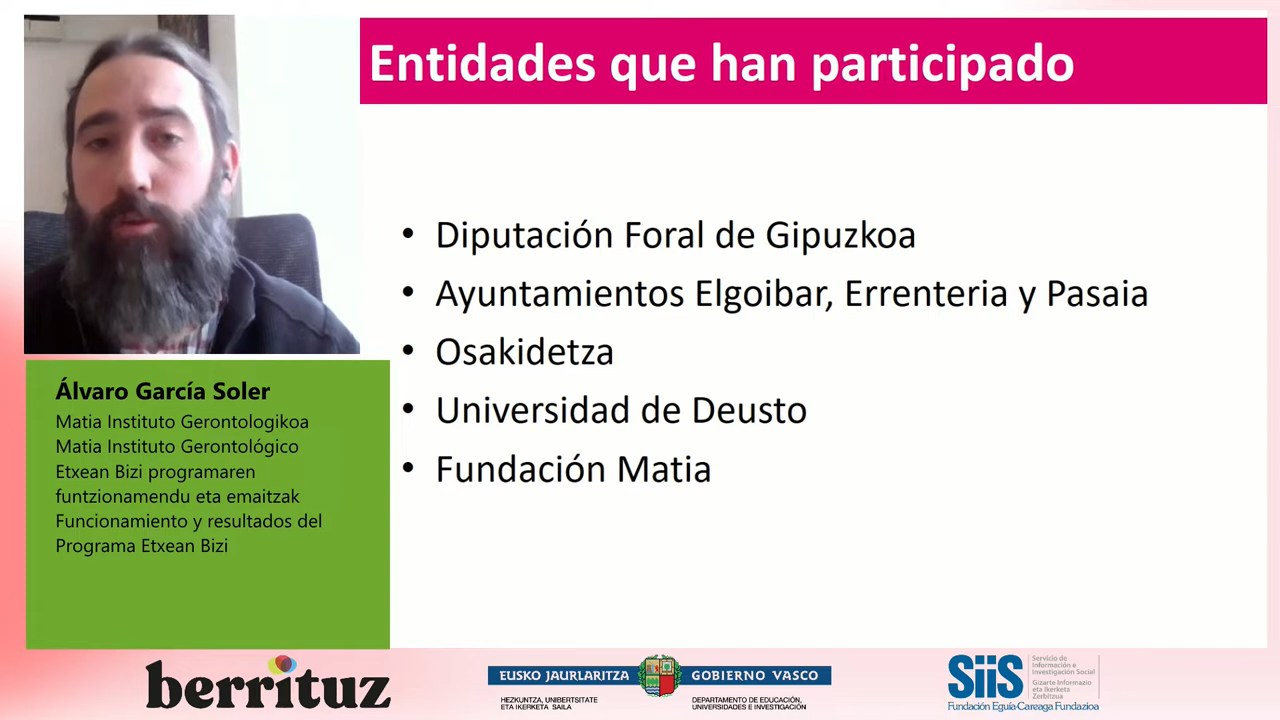 Entidades que han participado
• Diputación Foral de Gipuzkoa
• Ayuntamientos Elgoibar, Errenteria y Pasaia
• Osakidetza
• Universidad de Deusto
• Fundación Matia
Álvaro García Soler
Matia Instituto Gerontologikoa
Matia Instituto Gerontológico
Etxean Bizi programaren
funtzionamendu eta emaitzak
Funcionamiento y resultados del
Programa Etxean Bizi
berrituz
EUSKO JAURLARITZA
GOBIERNO VASCO
HEZKUNTZA, UNIBERTSITATE
ETA IKERKETA SAILA
DEPARTAMENTO DE EDUCACIÓN,
UNIVERSIDADES E INVESTIGACIÓN
SiiS
Servicio de
Información e
Investigación Social
Gizarte Informazio
eta Ikerketa
Zerbitzua
Fundación Eguía-Careaga Fundazioa